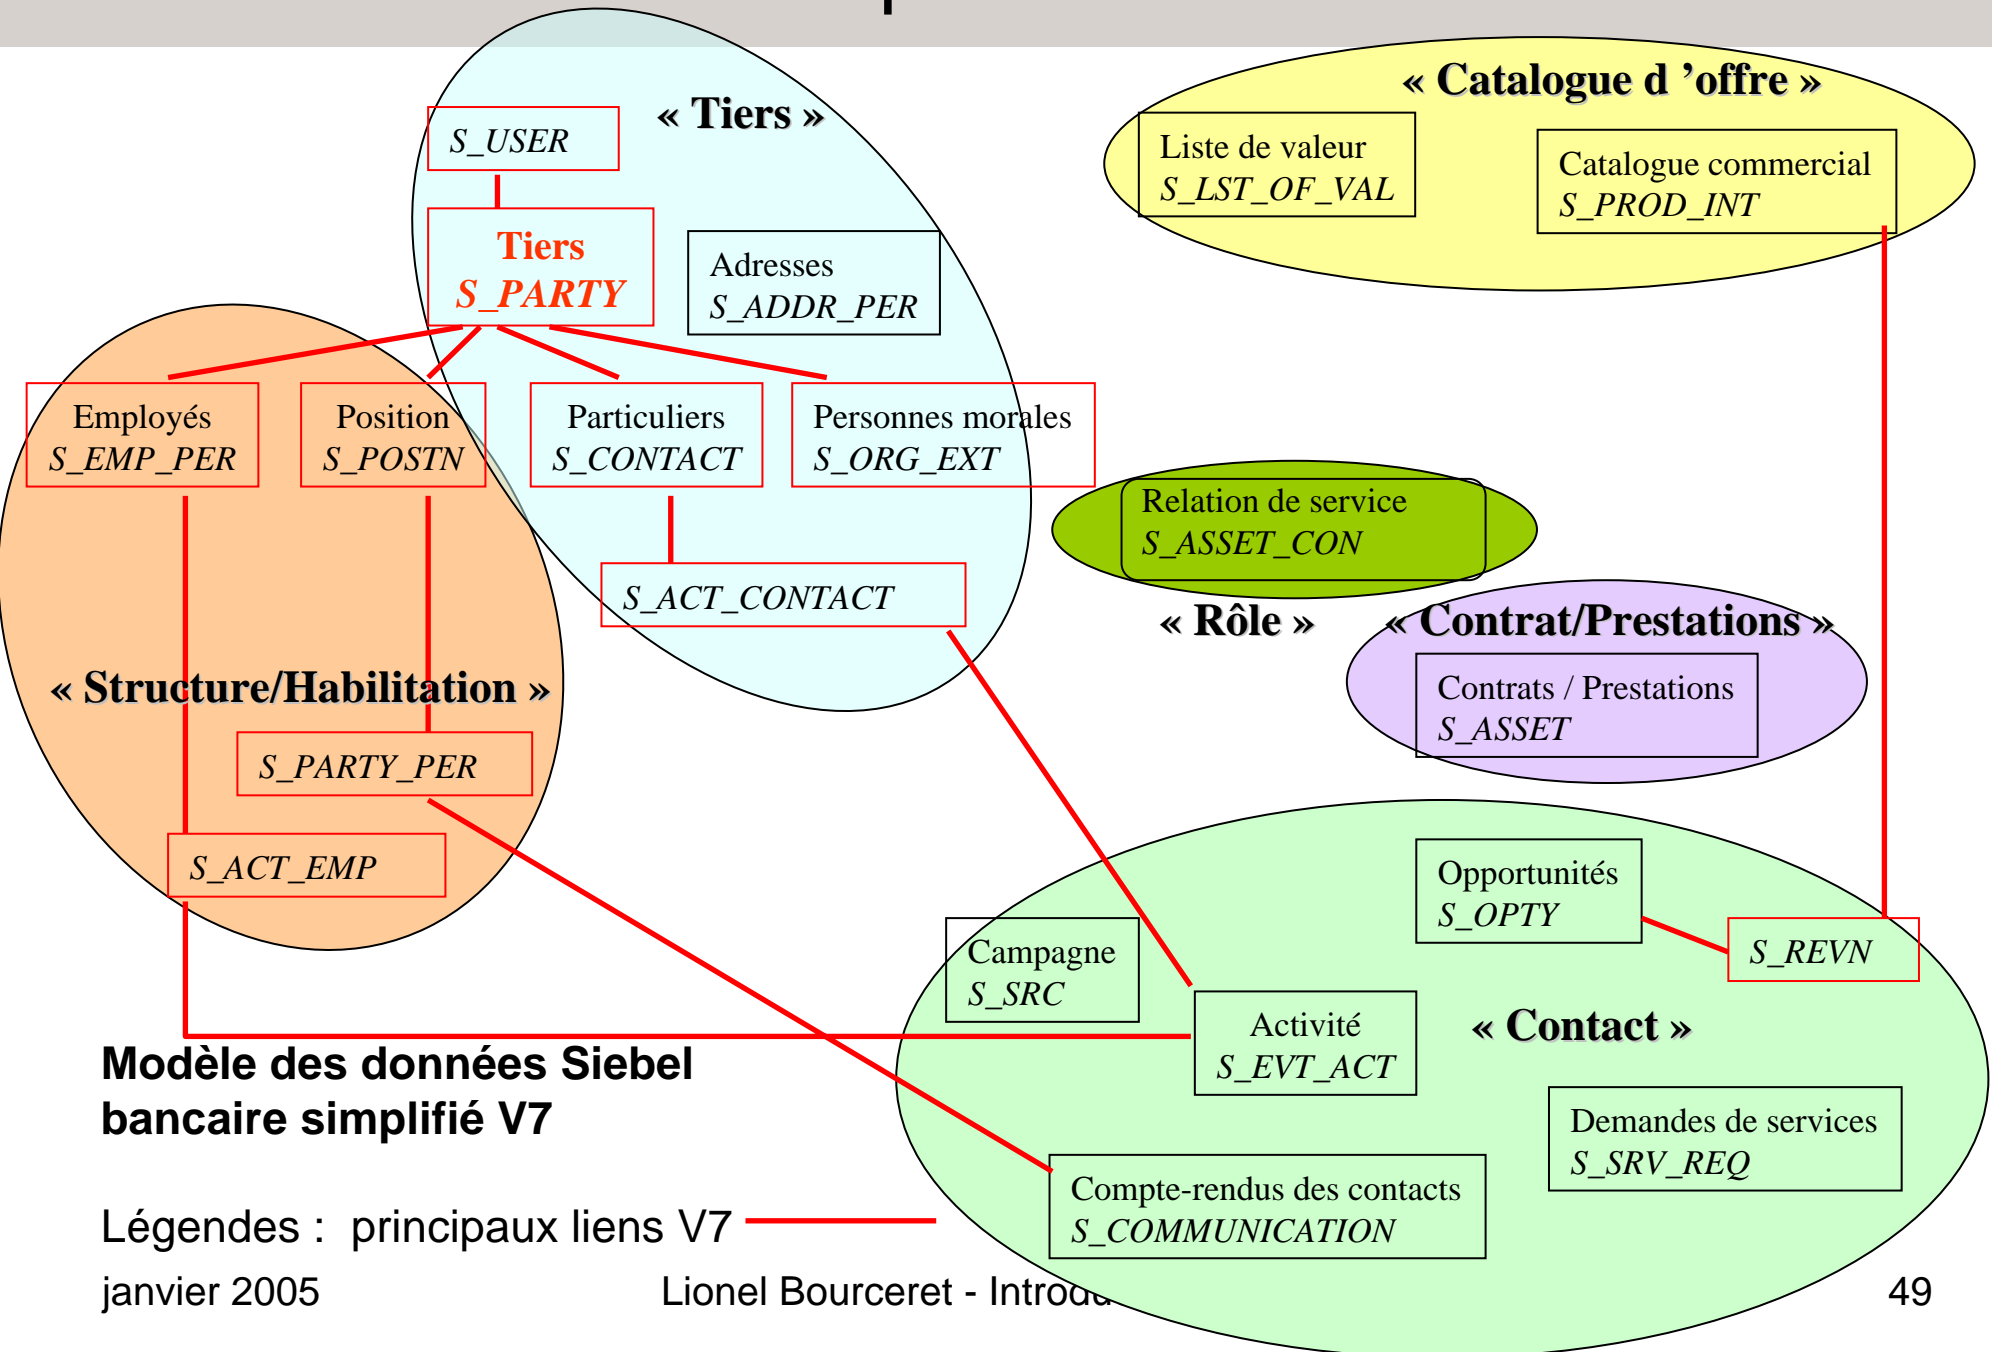 « Tiers »
S_USER
Tiers
S_PARTY
Adresses
S_ADDR_PER
« Catalogue d ’offre »
Liste de valeur
S_LST_OF_VAL
Catalogue commercial
S_PROD_INT
Employés
S_EMP_PER
Position
S_POSTN
Particuliers
S_CONTACT
Personnes morales
S_ORG_EXT
S_ACT_CONTACT
Relation de service
S_ASSET_CON
« Rôle »
« Contrat/Prestations »
Contrats / Prestations
S_ASSET
« Structure/Habilitation »
S_PARTY_PER
S_ACT_EMP
Opportunités
S_OPTY
S_REVN
Campagne
S_SRC
Activité
S_EVT_ACT
« Contact »
Demandes de services
S_SRV_REQ
Compte-rendus des contacts
S_COMMUNICATION
Modèle des données Siebel
bancaire simplifié V7
Légendes : principaux liens V7
janvier 2005
Lionel Bourceret -
49